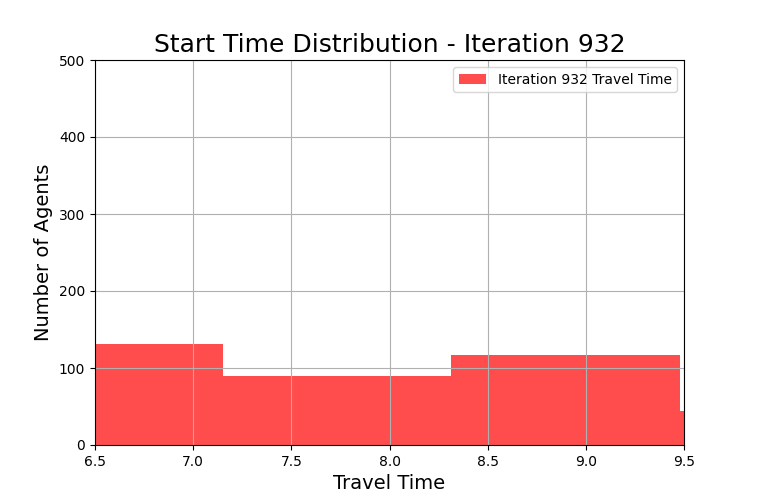 Start Time Distribution - Iteration 932
Iteration 932 Travel Time
Number of Agents
500
400
300
200
100
0
6.5 7.0 7.5 8.0 8.5 9.0 9.5
Travel Time